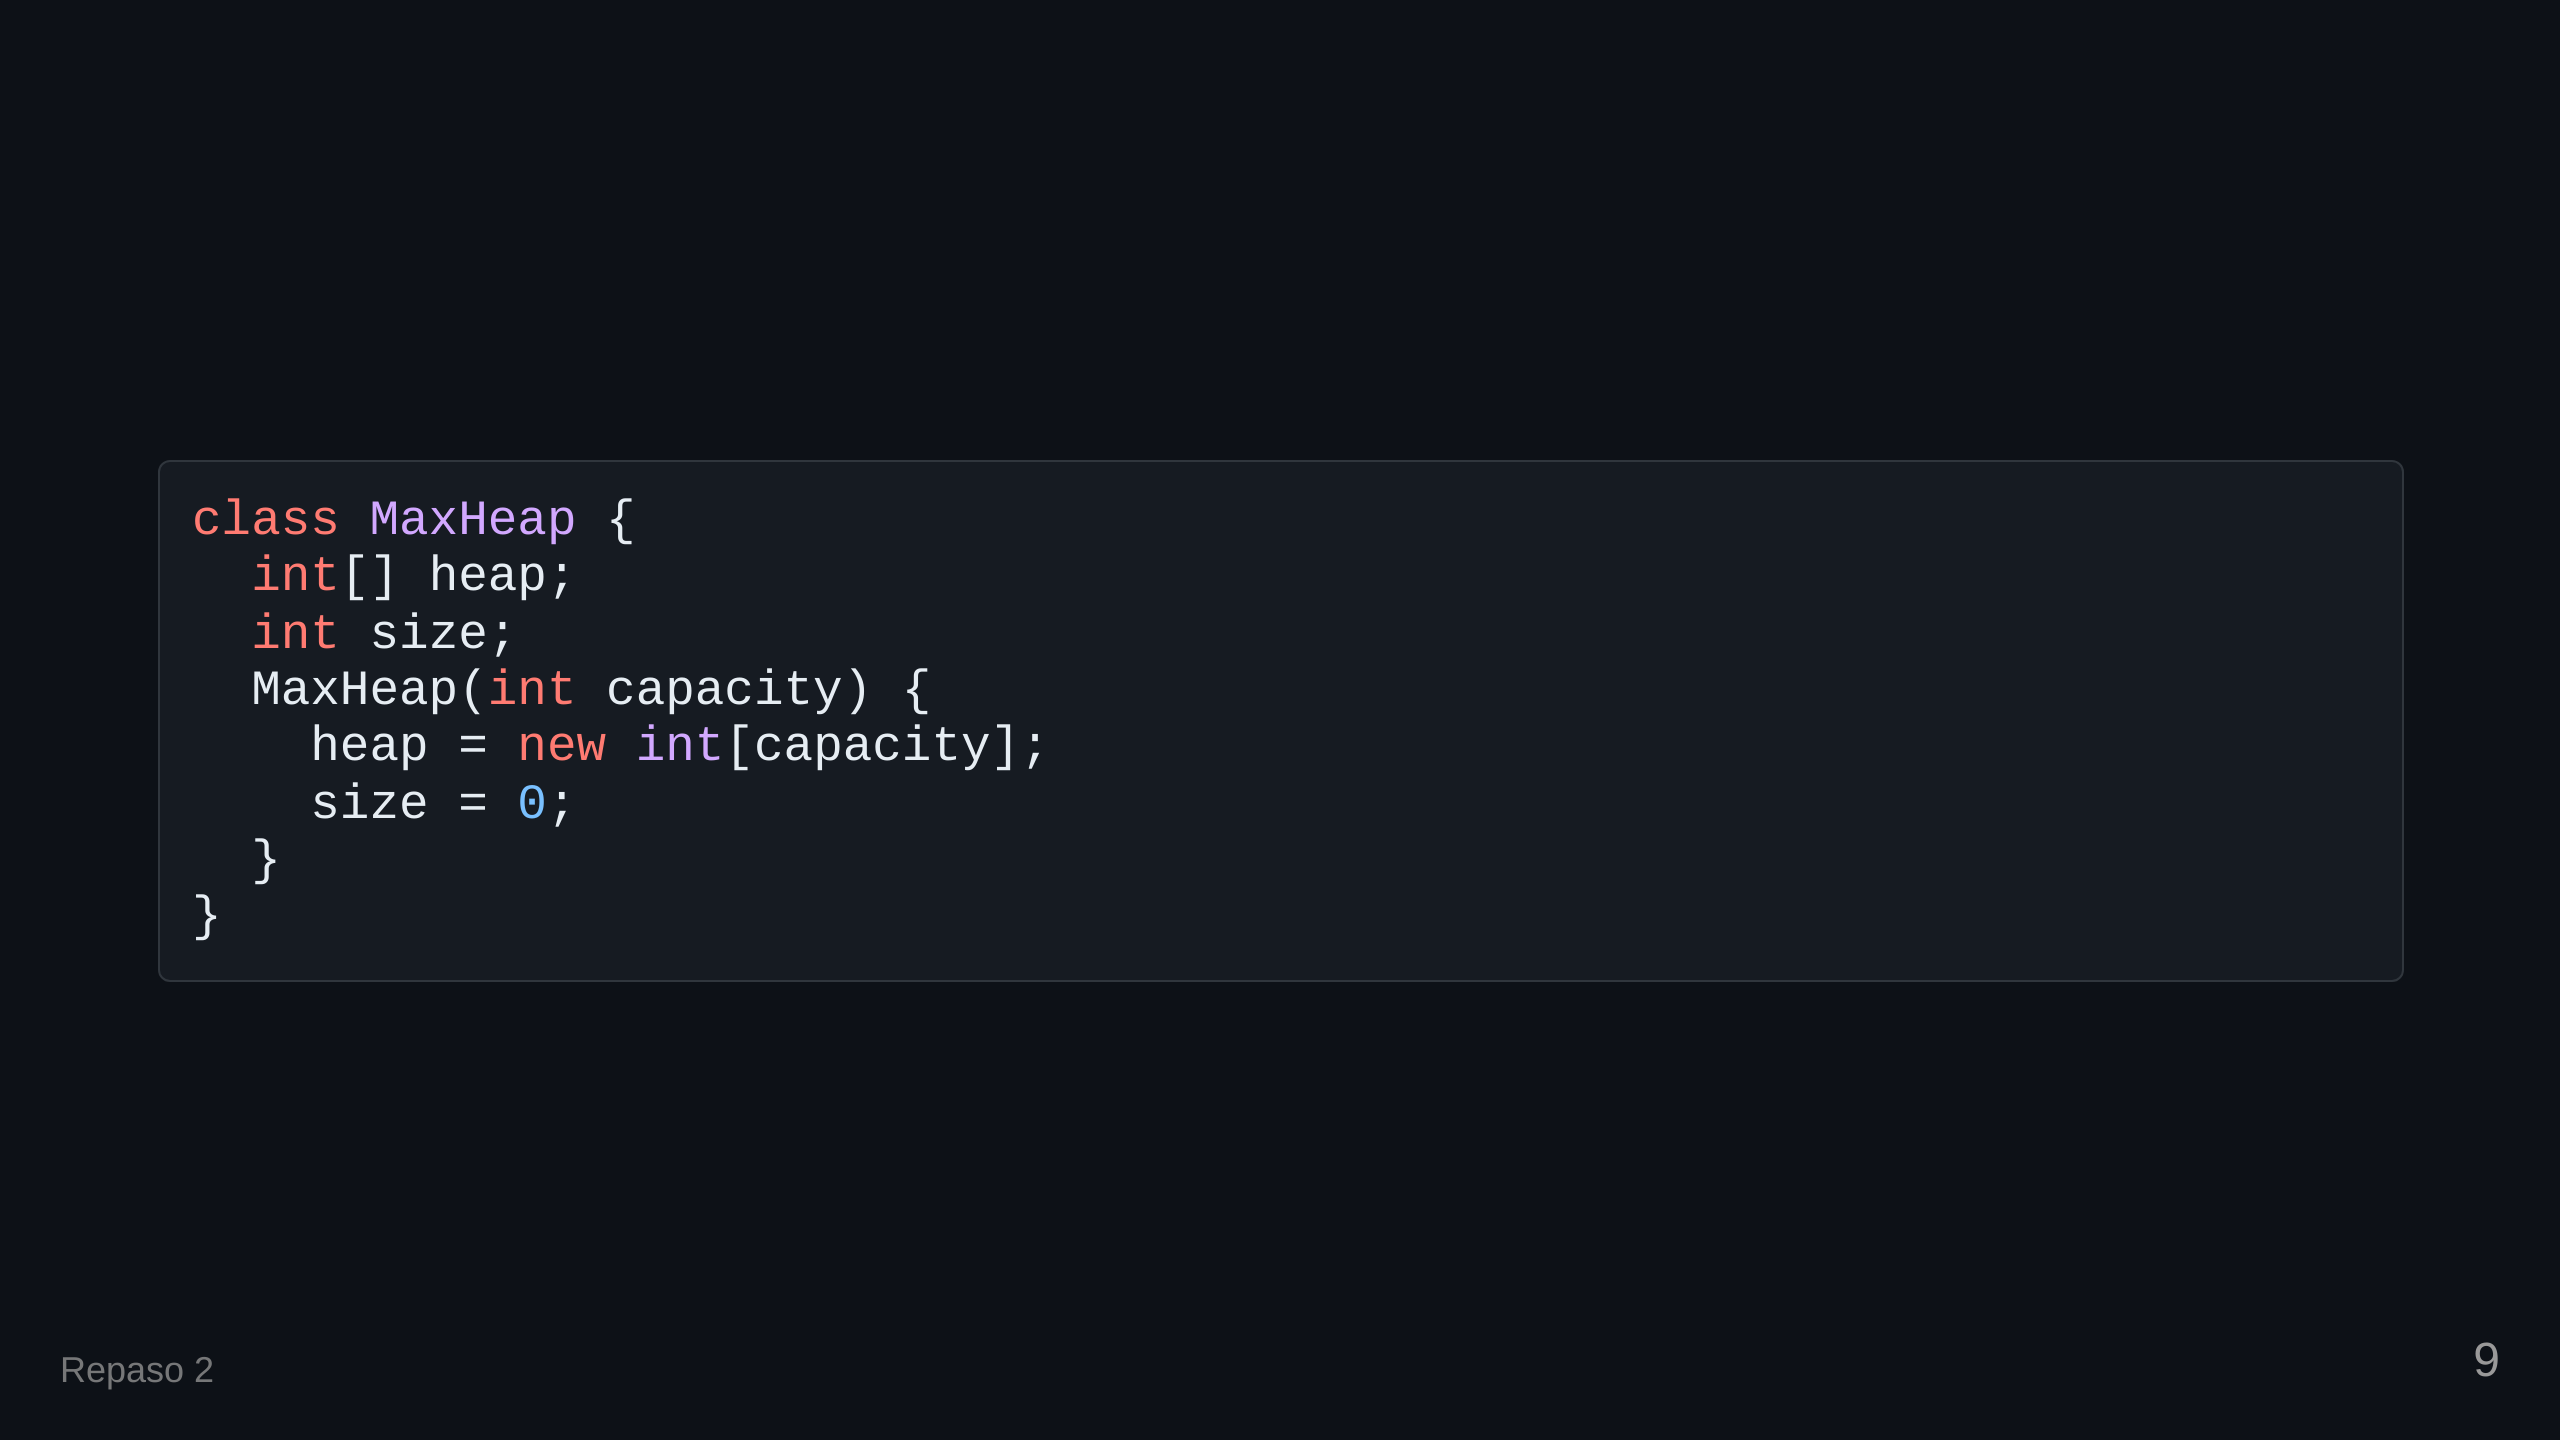 class MaxHeap {
  int[] heap;
  int size;
  MaxHeap(int capacity) {
    heap = new int[capacity];
    size = 0;
  }
}
Repaso 2
9